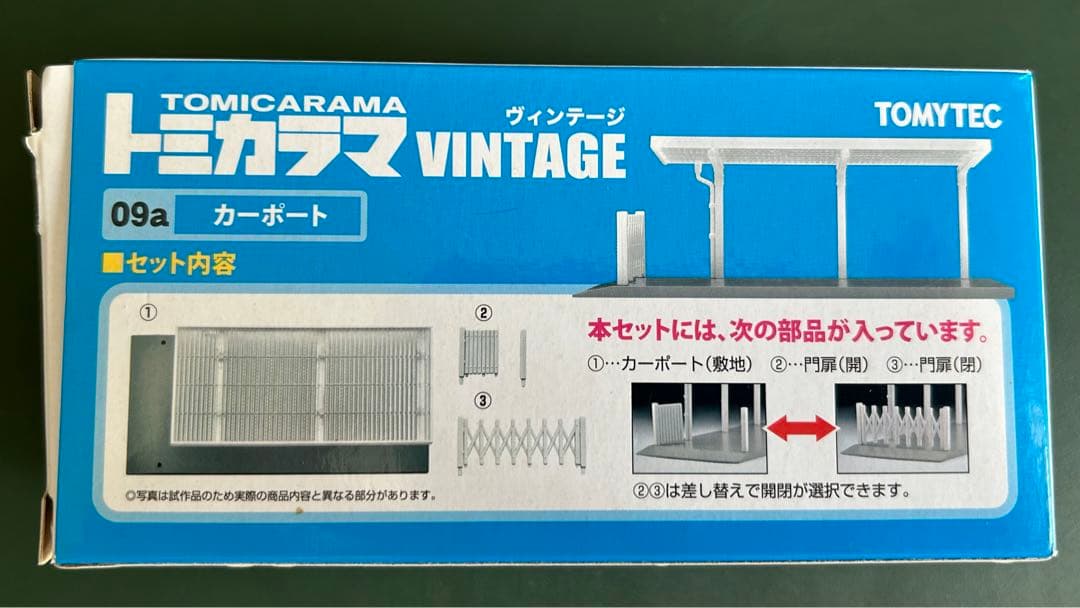 TOMICARAMA
トミカラマ
ヴィンテージ
VINTAGE
TOMYTEC
09a カーポート
■セット内容
①
②
③
本セットには、次の部品が入っています。
①…カーポート(敷地) ②…門扉(開) ③…門扉(閉)
②③は差し替えで開閉が選択できます。
◎写真は試作品のため実際の商品内容と異なる部分があります。